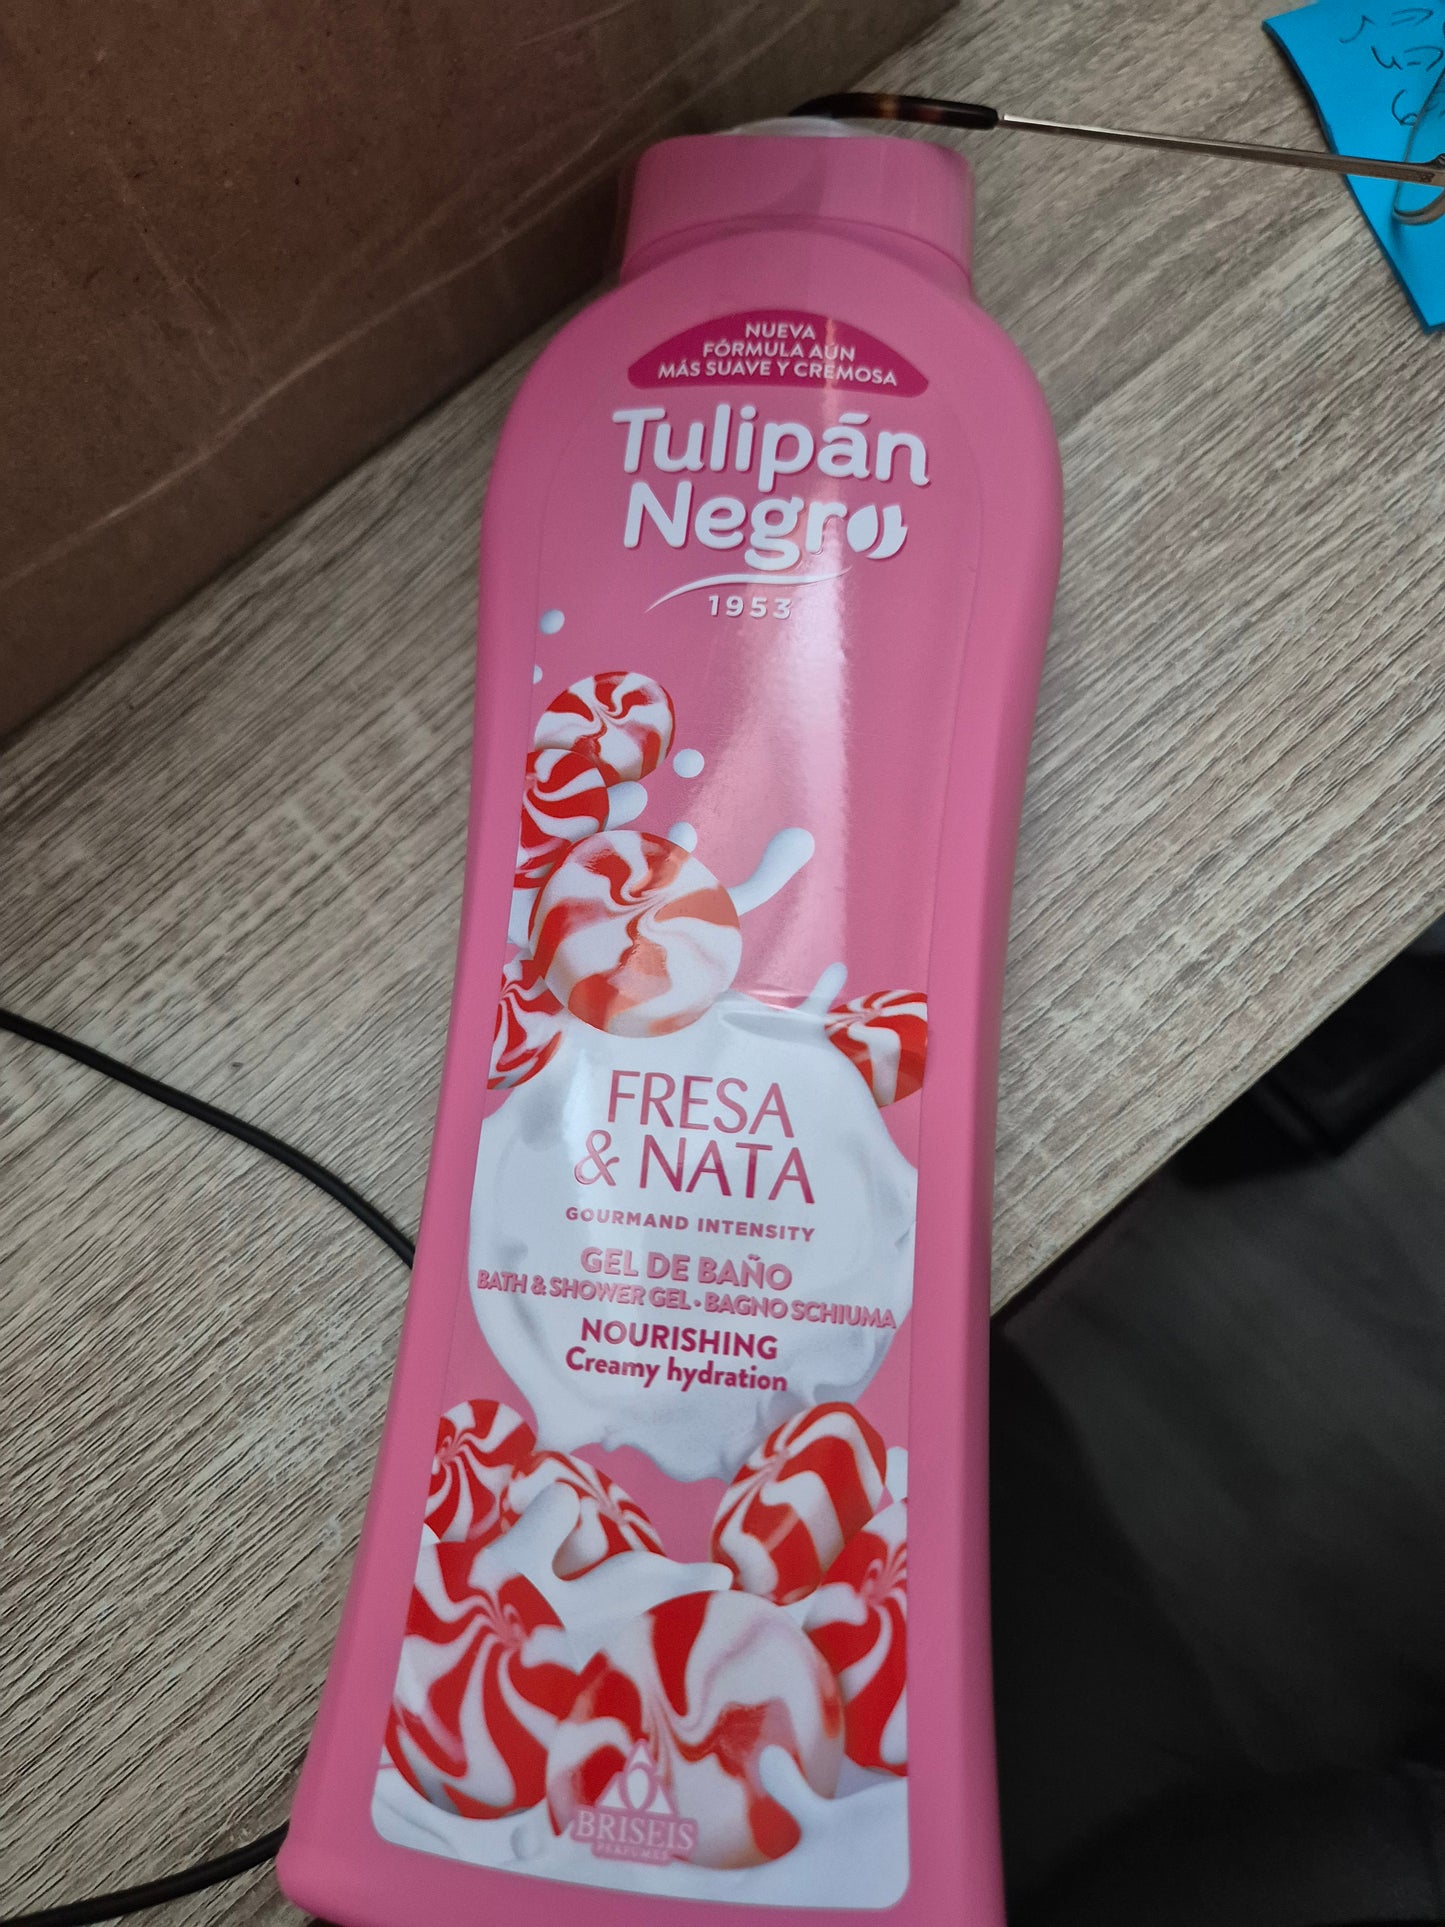 NUEVA
FÓRMULA AÚN
MÁS SUAVE Y CREMOSA
Tulipán
Negro
1953
FRESA
& NATA
GOURMAND INTENSITY
GEL DE BAÑO
BATH & SHOWER GEL • BAGNO SCHIUMA
NOURISHING
Creamy hydration
BRISEIS
PERFUMES